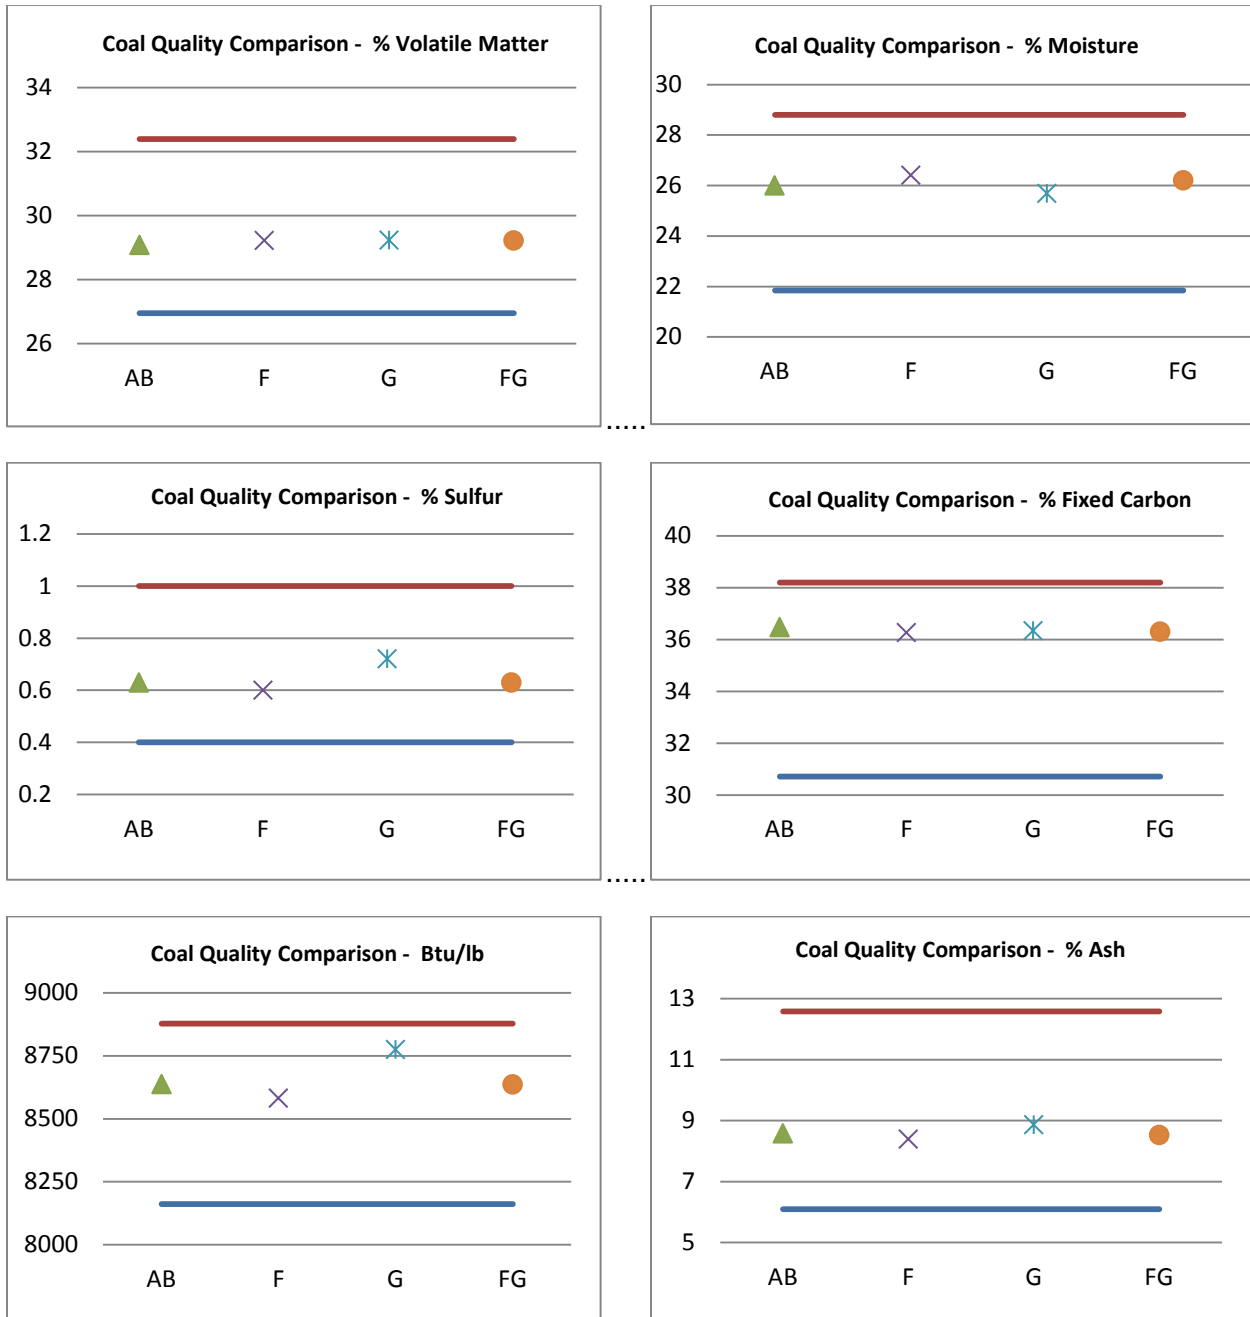 Coal Quality Comparison - % Volatile Matter
34
32
30
28
26
AB F G FG
Coal Quality Comparison - % Moisture
30
28
26
24
22
20
AB F G FG
.....
Coal Quality Comparison - % Sulfur
1.2
1
0.8
0.6
0.4
0.2
AB F G FG
Coal Quality Comparison - % Fixed Carbon
40
38
36
34
32
30
AB F G FG
.....
Coal Quality Comparison - Btu/lb
9000
8750
8500
8250
8000
AB F G FG
Coal Quality Comparison - % Ash
13
11
9
7
5
AB F G FG